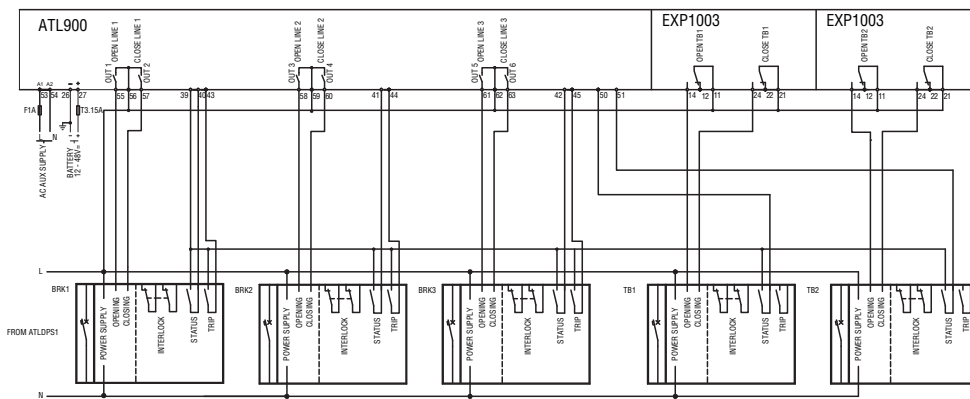 ATL900
EXP1003
EXP1003
OUT 1
OPEN LINE 1
CLOSE LINE 1
OUT 2
OUT 3
OPEN LINE 2
CLOSE LINE 2
OUT 4
OUT 5
OPEN LINE 3
CLOSE LINE 3
OUT 6
OPEN TB1
CLOSE TB1
OPEN TB2
CLOSE TB2
A1 A2 - +
53 54 26 27 55 56 57 39 40 43 58 59 60 41 44 61 62 63 42 45 50 51 14 12 11 24 22 21 14 12 11 24 22 21
F1A
T3.15A
N
- +
AC AUX SUPPLY
BATTERY
12 - 48V=
L
BRK1
BRK2
BRK3
TB1
TB2
FROM ATLDPS1
POWER SUPPLY
OPENING
CLOSING
INTERLOCK
STATUS
TRIP
POWER SUPPLY
OPENING
CLOSING
INTERLOCK
STATUS
TRIP
POWER SUPPLY
OPENING
CLOSING
INTERLOCK
STATUS
TRIP
POWER SUPPLY
OPENING
CLOSING
INTERLOCK
STATUS
TRIP
POWER SUPPLY
OPENING
CLOSING
INTERLOCK
STATUS
TRIP
N